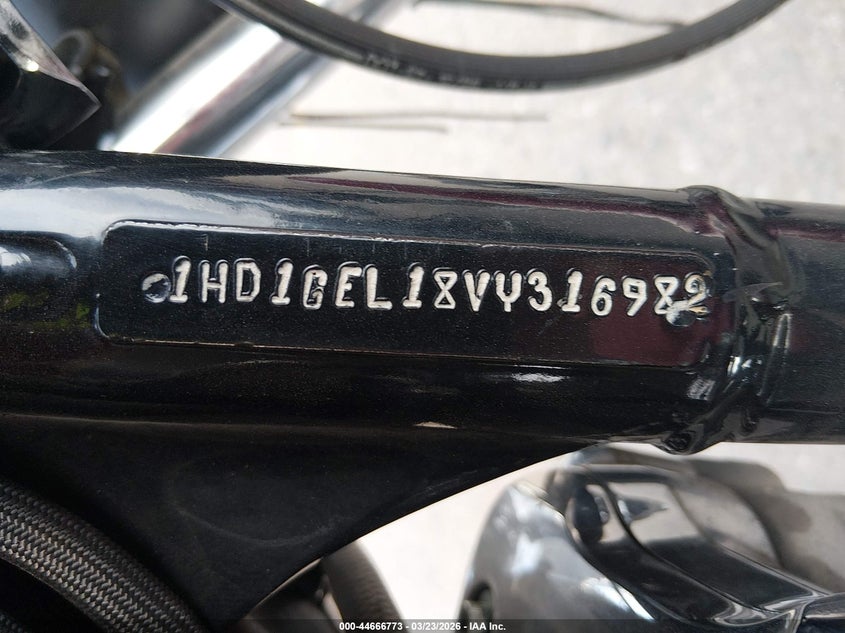 1HD1GEL18VY316982
000-44666773 | 03/23/2026 | IAA Inc.